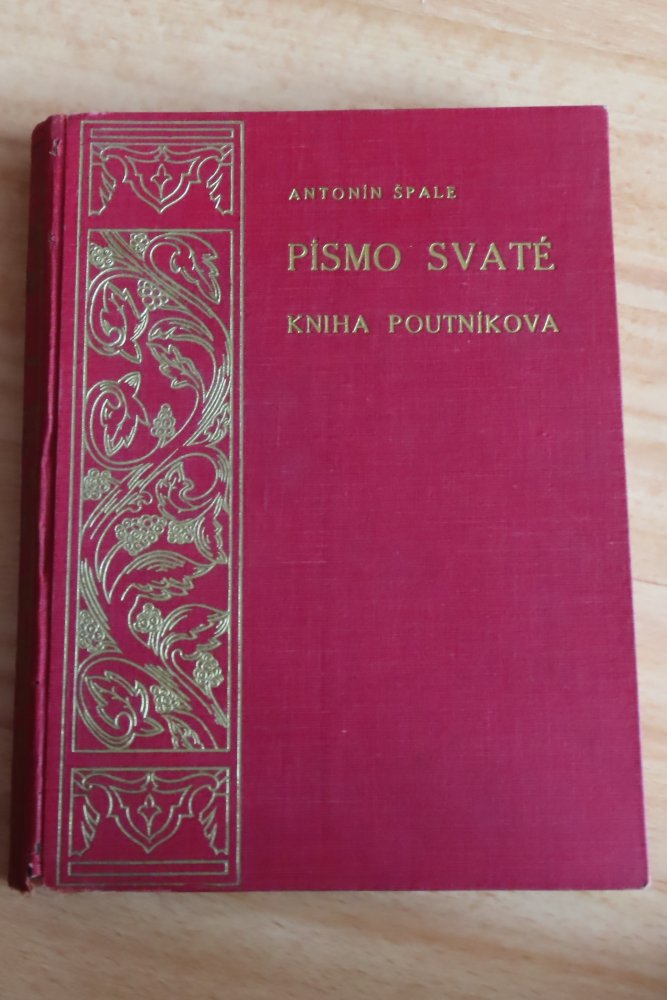 ANTONÍN ŠPALE
PÍSMO SVATÉ
KNIHA POUTNÍKOVA